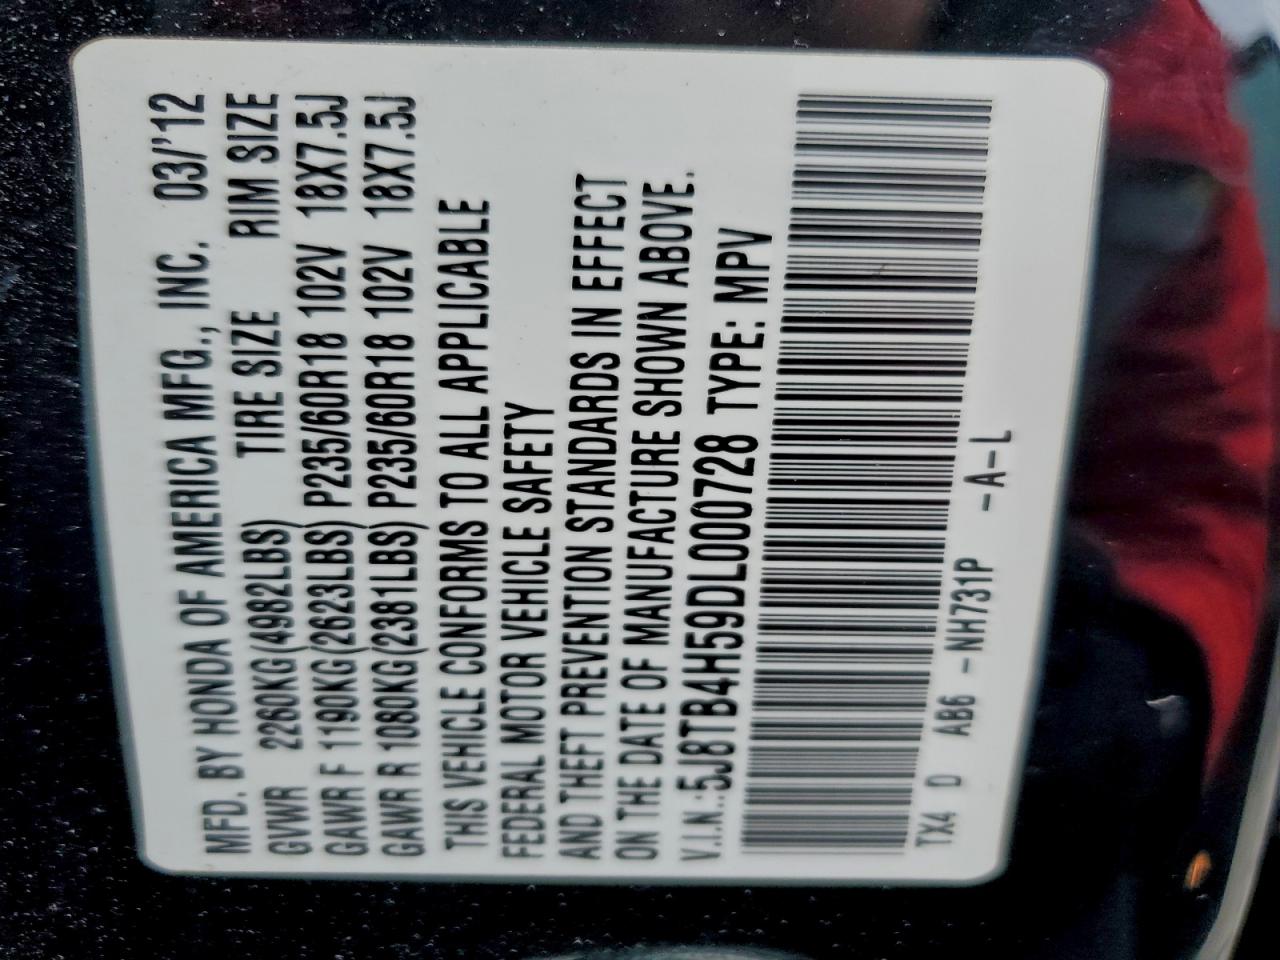 MFD. BY HONDA OF AMERICA MFG., INC. 03/'12
GVWR 2260KG(4982LBS) TIRE SIZE RIM SIZE
GAWR F 1190KG(2623LBS) P235/60R18 102V 18X7.5J
GAWR R 1080KG(2381LBS) P235/60R18 102V 18X7.5J
THIS VEHICLE CONFORMS TO ALL APPLICABLE
FEDERAL MOTOR VEHICLE SAFETY
AND THEFT PREVENTION STANDARDS IN EFFECT
ON THE DATE OF MANUFACTURE SHOWN ABOVE.
V.I.N.:5J8TB4H59DL000728 TYPE: MPV
TX4 D AB6 -NH731P -A-L